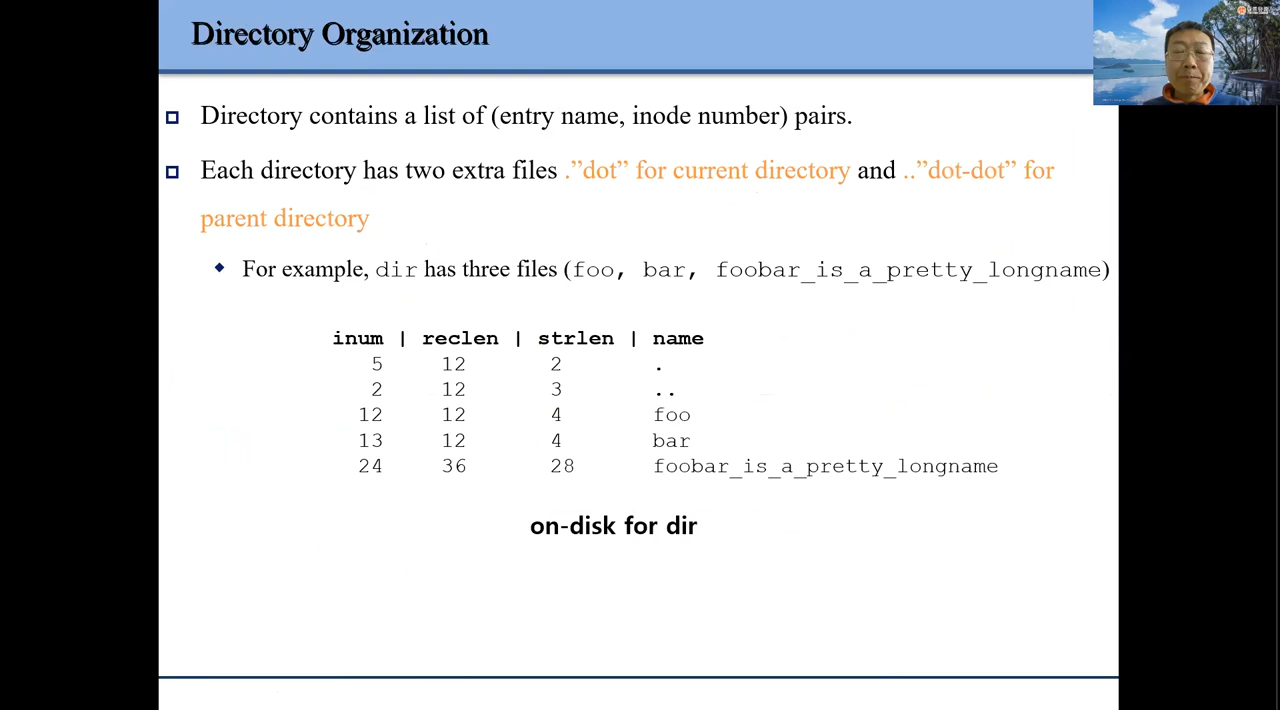 Directory Organization
Directory contains a list of (entry name, inode number) pairs.
Each directory has two extra files .”dot” for current directory and ..”dot-dot” for
parent directory
For example, dir has three files (foo, bar, foobar_is_a_pretty_longname)
inum | reclen | strlen | name
5 12 2 .
2 12 3 ..
12 12 4 foo
13 12 4 bar
24 36 28 foobar_is_a_pretty_longname
on-disk for dir